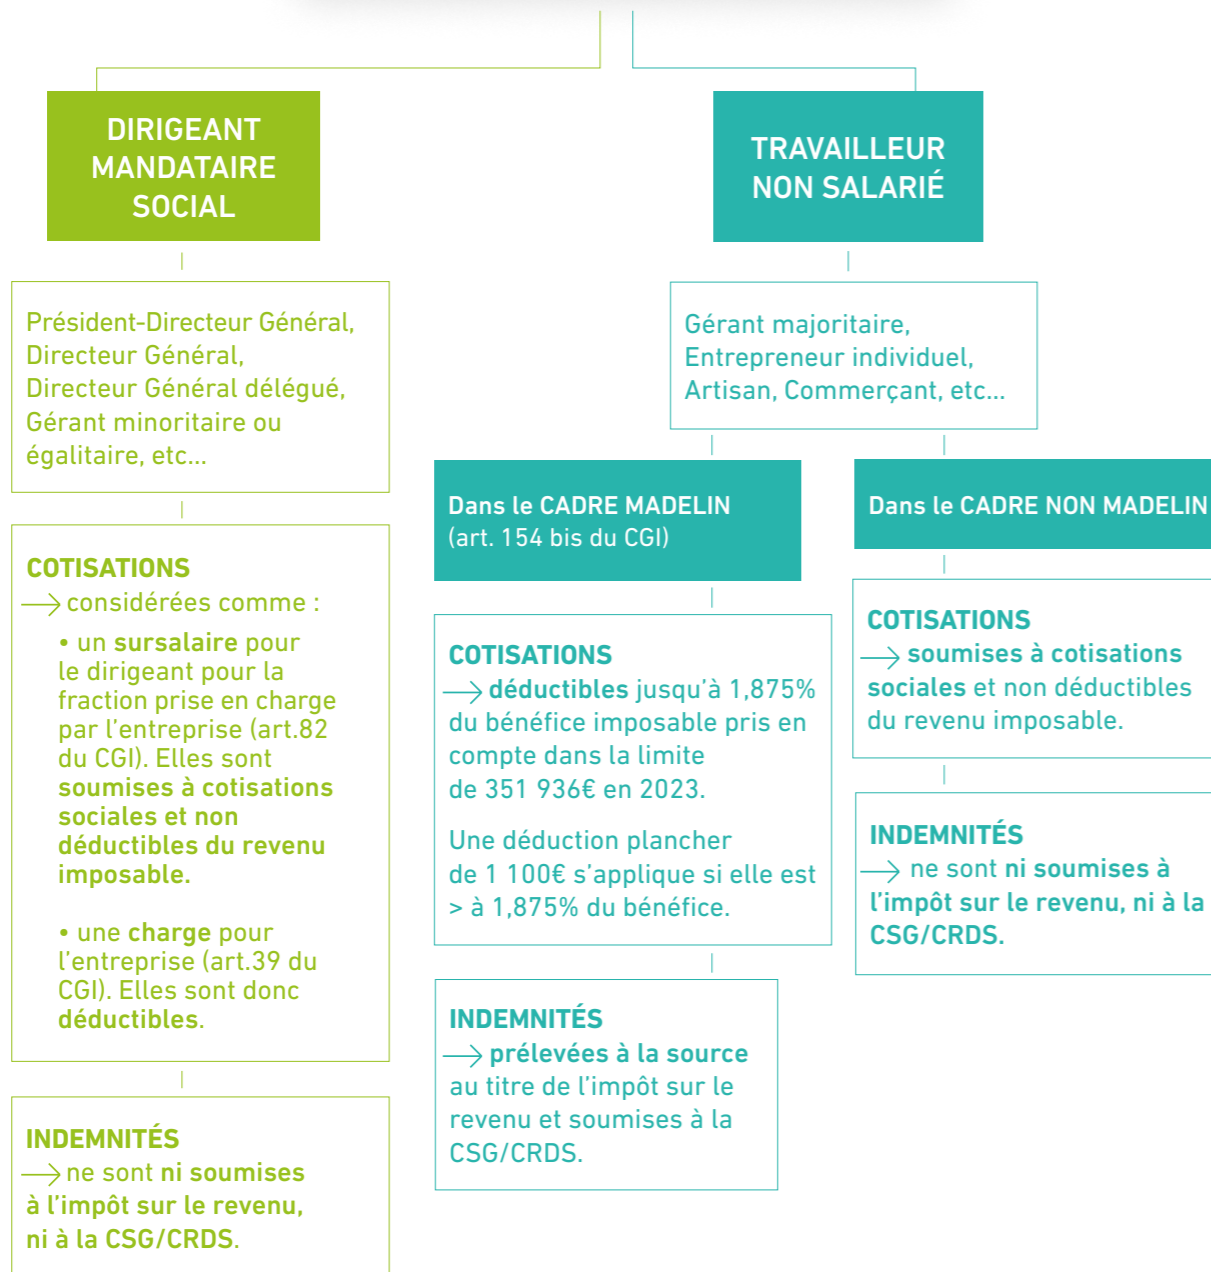 DIRIGEANT
MANDATAIRE
SOCIAL
Président-Directeur Général,
Directeur Général,
Directeur Général délégué,
Gérant minoritaire ou
égalitaire, etc...
COTISATIONS
→ considérées comme :
• un sursalaire pour
le dirigeant pour la
fraction prise en charge
par l’entreprise (art.82
du CGI). Elles sont
soumises à cotisations
sociales et non
déductibles du revenu
imposable.
• une charge pour
l’entreprise (art.39 du
CGI). Elles sont donc
déductibles.
INDEMNITÉS
→ ne sont ni soumises
à l’impôt sur le revenu,
ni à la CSG/CRDS.
TRAVAILLEUR
NON SALARIÉ
Gérant majoritaire,
Entrepreneur individuel,
Artisan, Commerçant, etc...
Dans le CADRE MADELIN
(art. 154 bis du CGI)
COTISATIONS
→ déductibles jusqu’à 1,875%
du bénéfice imposable pris en
compte dans la limite
de 351 936€ en 2023.
Une déduction plancher
de 1 100€ s’applique si elle est
> à 1,875% du bénéfice.
INDEMNITÉS
→ prélevées à la source
au titre de l’impôt sur le
revenu et soumises à la
CSG/CRDS.
Dans le CADRE NON MADELIN
COTISATIONS
→ soumises à cotisations
sociales et non déductibles
du revenu imposable.
INDEMNITÉS
→ ne sont ni soumises à
l’impôt sur le revenu, ni à la
CSG/CRDS.